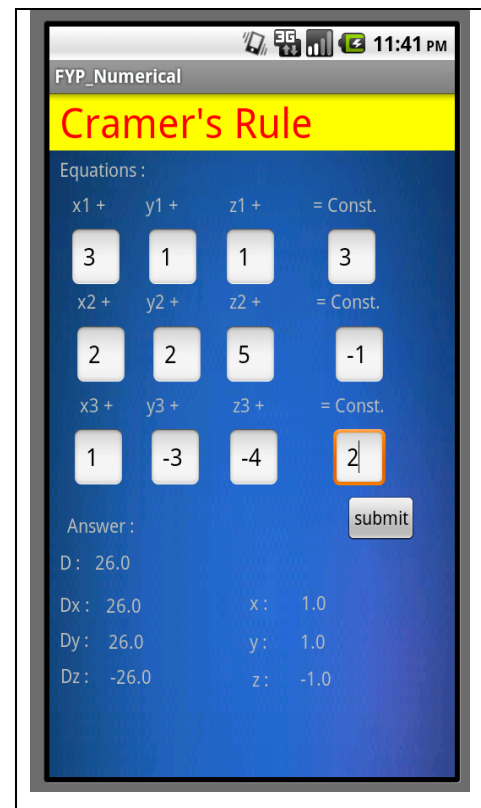 3G 11:41 PM
FYP_Numerical
Cramer's Rule
Equations :
x1 + y1 + z1 + = Const.
3 1 1 3
x2 + y2 + z2 + = Const.
2 2 5 -1
x3 + y3 + z3 + = Const.
1 -3 -4 2
submit
Answer :
D : 26.0
Dx : 26.0 x : 1.0
Dy : 26.0 y : 1.0
Dz : -26.0 z : -1.0